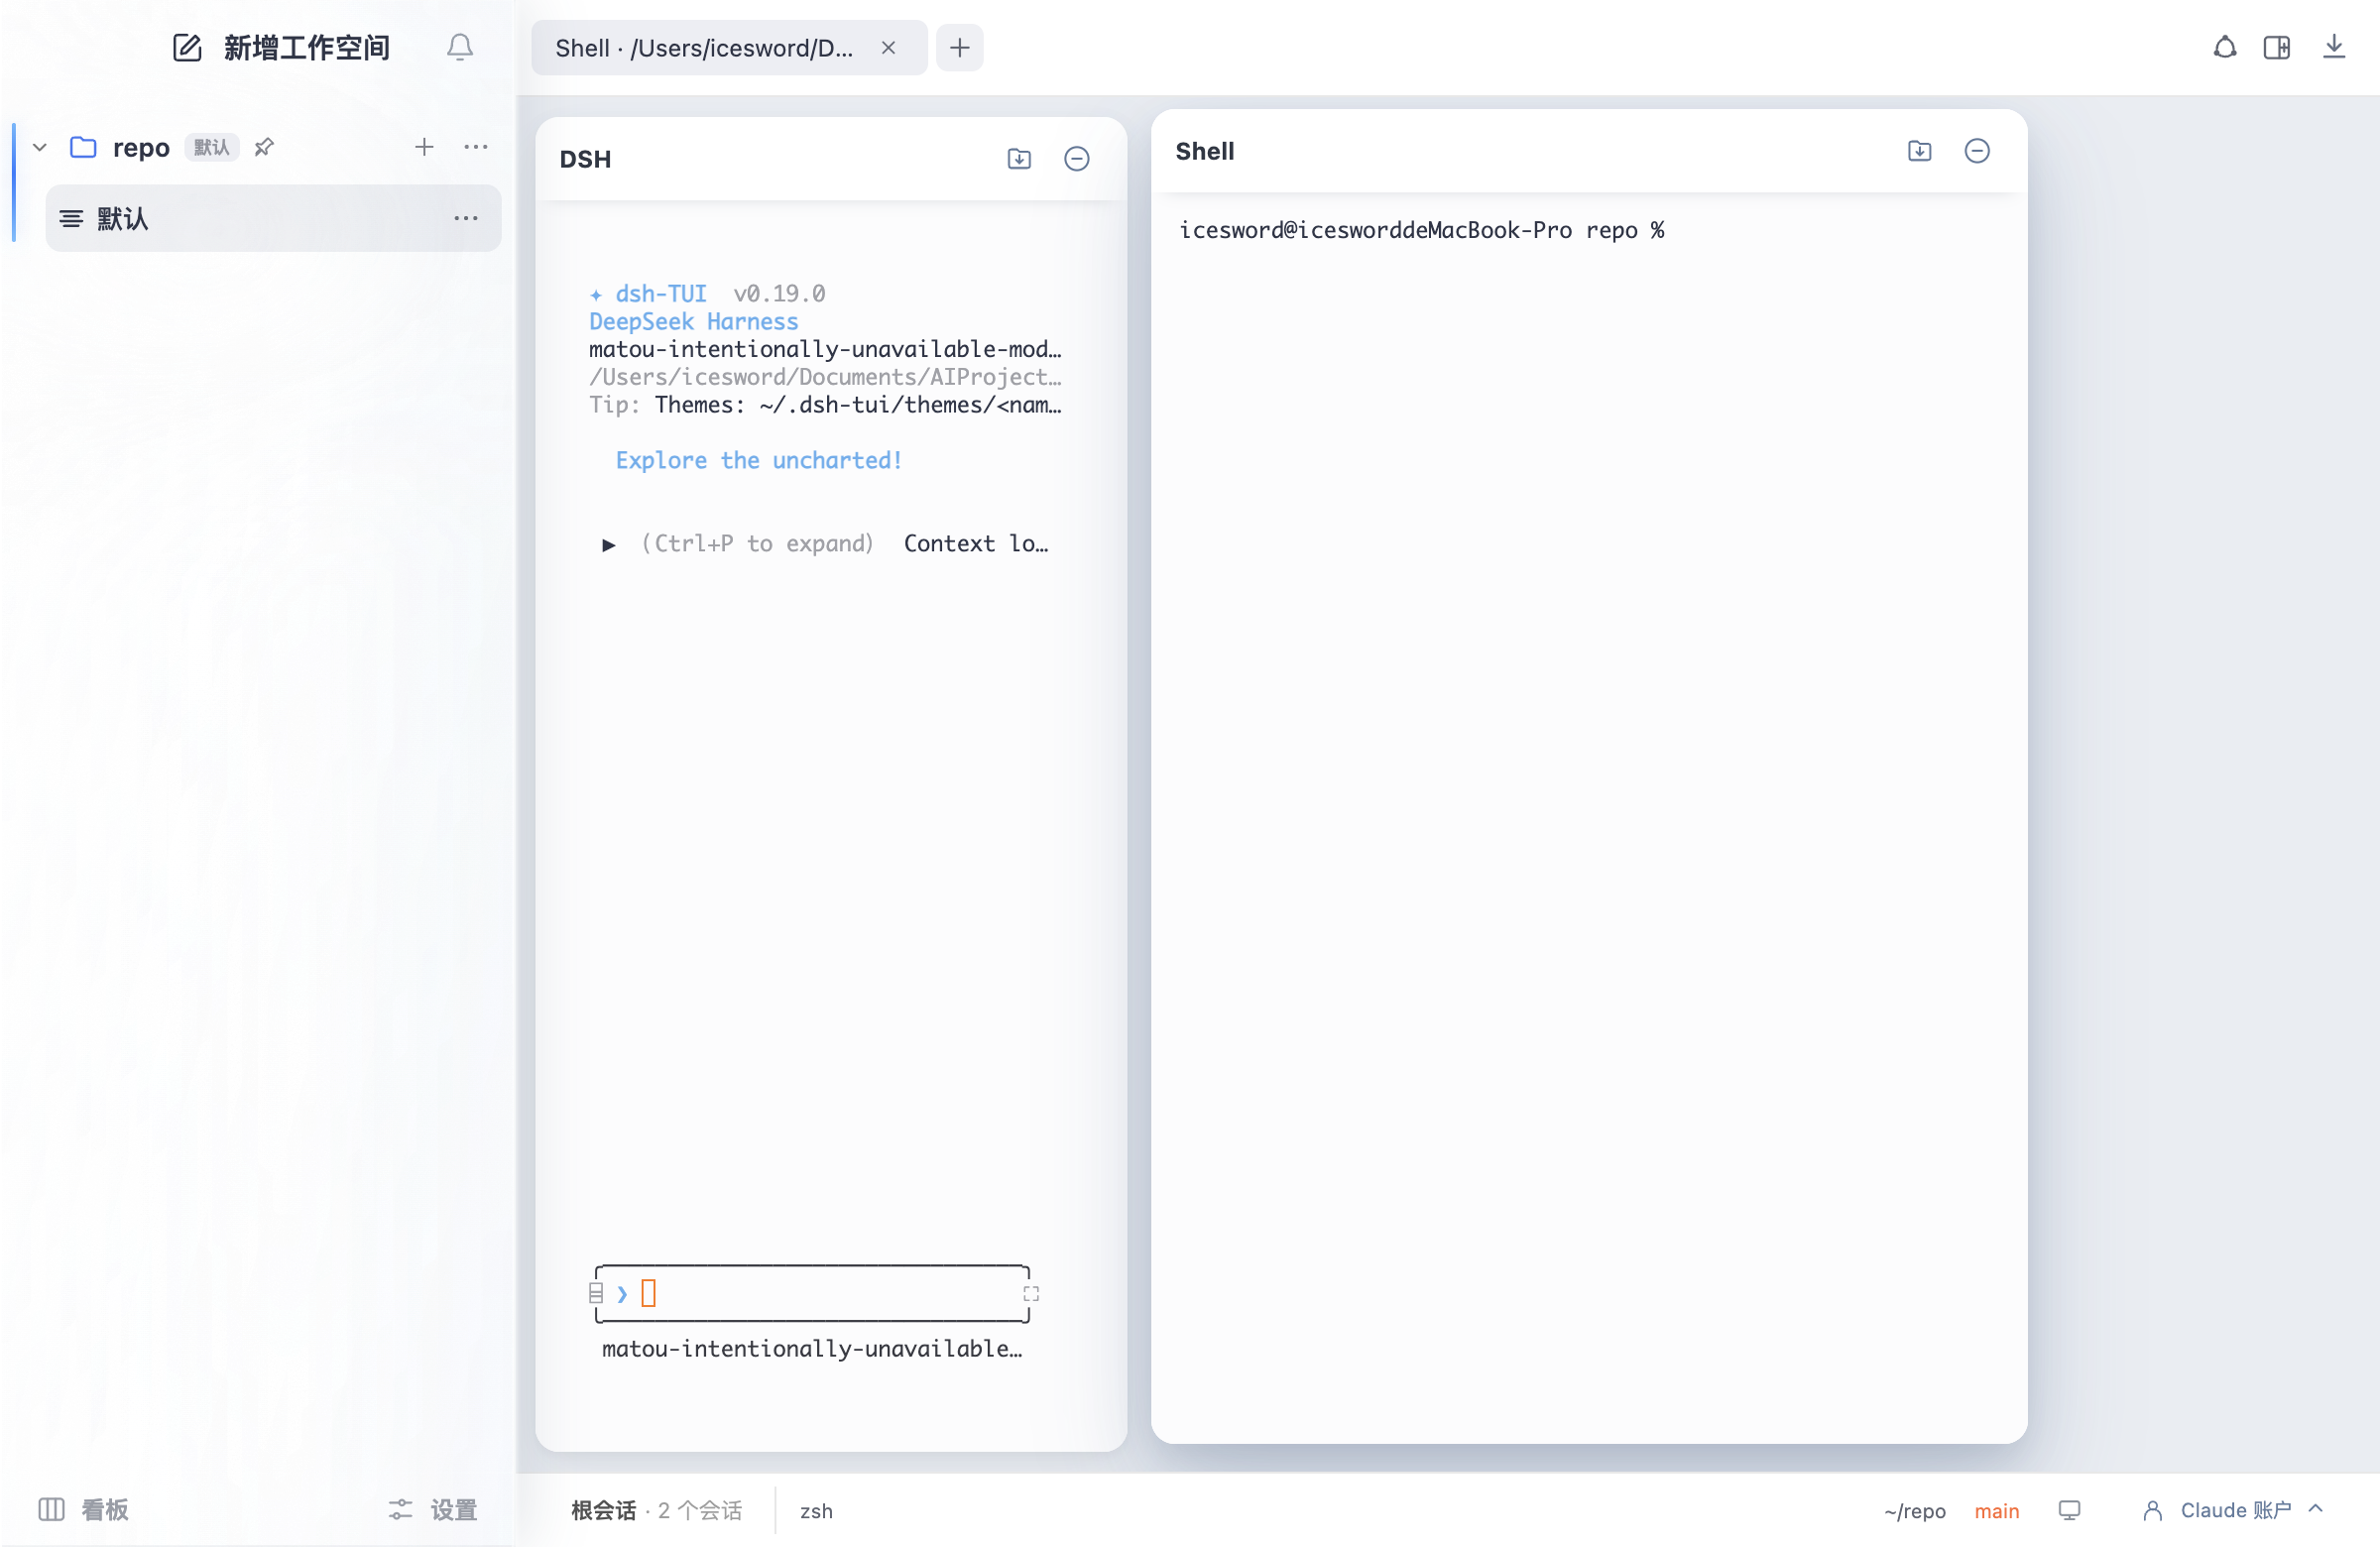 新增工作空间
Shell · /Users/icesword/D...
repo 默认
默认
DSH
✦ dsh-TUI v0.19.0
DeepSeek Harness
matou-intentionally-unavailable-mod…
/Users/icesword/Documents/AIProject…
Tip: Themes: ~/.dsh-tui/themes/<nam…
Explore the uncharted!
▶ (Ctrl+P to expand) Context lo…
❯
matou-intentionally-unavailable…
Shell
icesword@icesworddeMacBook-Pro repo %
看板
设置
根会话 · 2 个会话
zsh
~/repo
main
Claude 账户